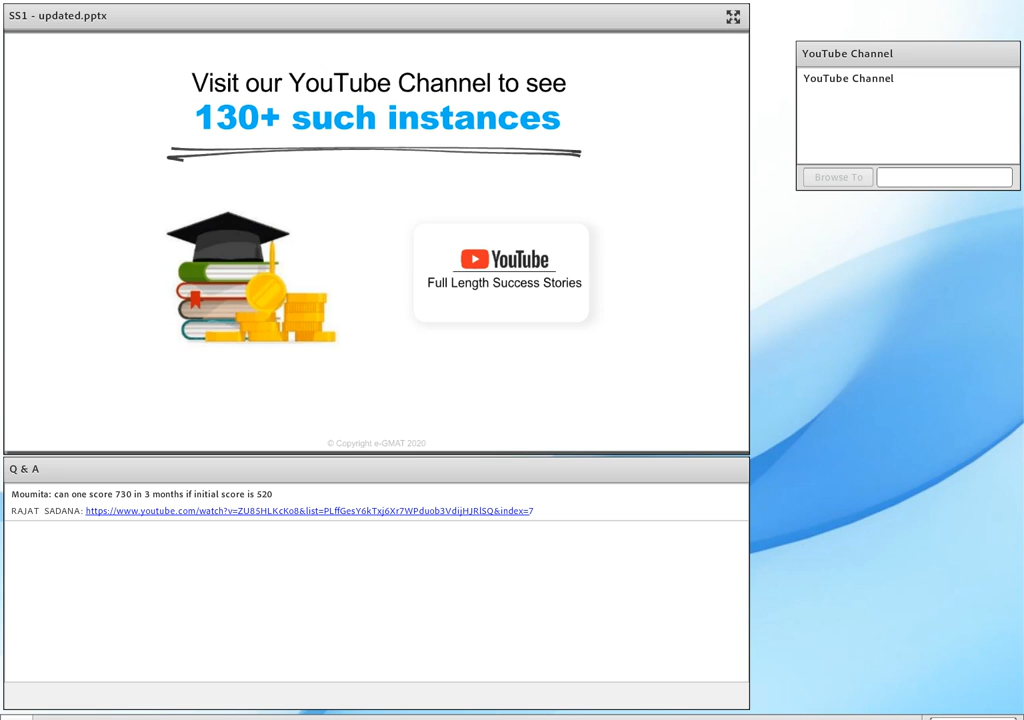 SS1 - updated.pptx
Visit our YouTube Channel to see
130+ such instances
YouTube
Full Length Success Stories
© Copyright e-GMAT 2020
YouTube Channel
YouTube Channel
Browse To
Q & A
Moumita: can one score 730 in 3 months if initial score is 520
RAJAT SADANA: https://www.youtube.com/watch?v=ZU85HLKcKo8&list=PLffGesY6kTxj6Xr7WPduob3VdijHJRlSQ&index=7